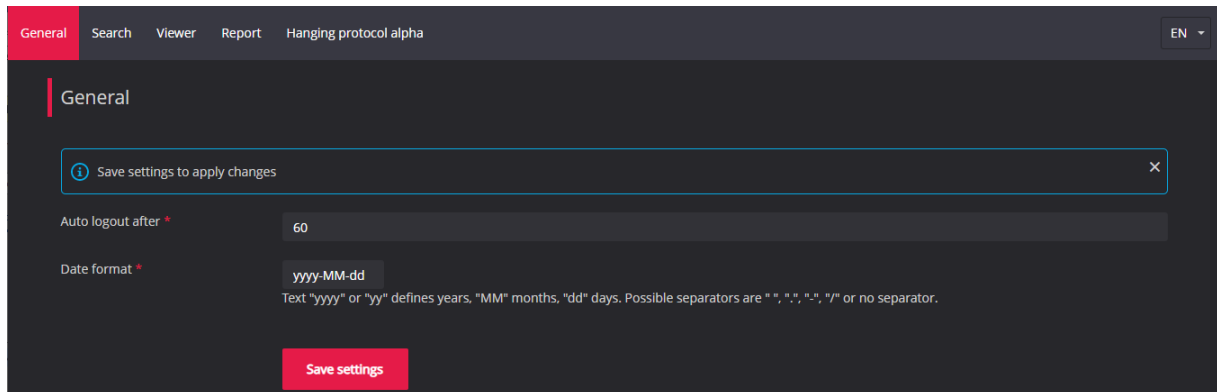 General Search Viewer Report Hanging protocol alpha EN
General
Save settings to apply changes
Auto logout after * 60
Date format * yyyy-MM-dd
Text "yyyy" or "yy" defines years, "MM" months, "dd" days. Possible separators are " ", ".", "-", "/" or no separator.
Save settings